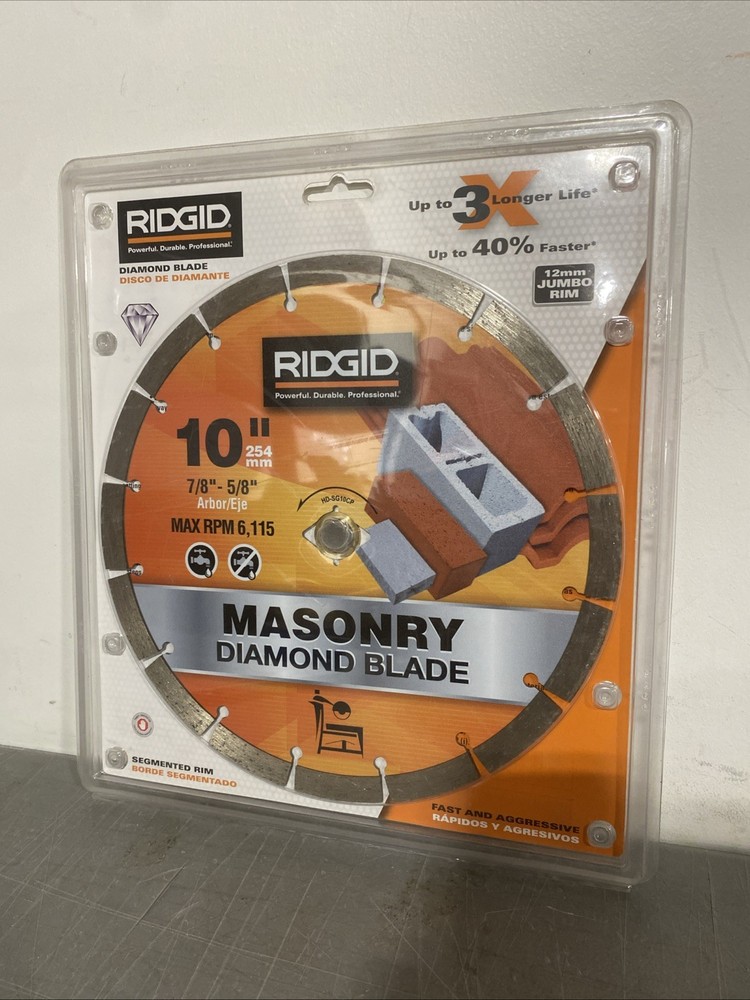 RIDGID
Powerful. Durable. Professional.
DIAMOND BLADE
DISCO DE DIAMANTE
Up to 3X Longer Life*
Up to 40% Faster*
12mm
JUMBO
RIM
RIDGID
Powerful. Durable. Professional.
10"
254
mm
7/8"- 5/8"
Arbor/Eje
MAX RPM 6,115
HD-SG10CP
MASONRY
DIAMOND BLADE
SEGMENTED RIM
BORDE SEGMENTADO
FAST AND AGGRESSIVE
RÁPIDOS Y AGRESIVOS